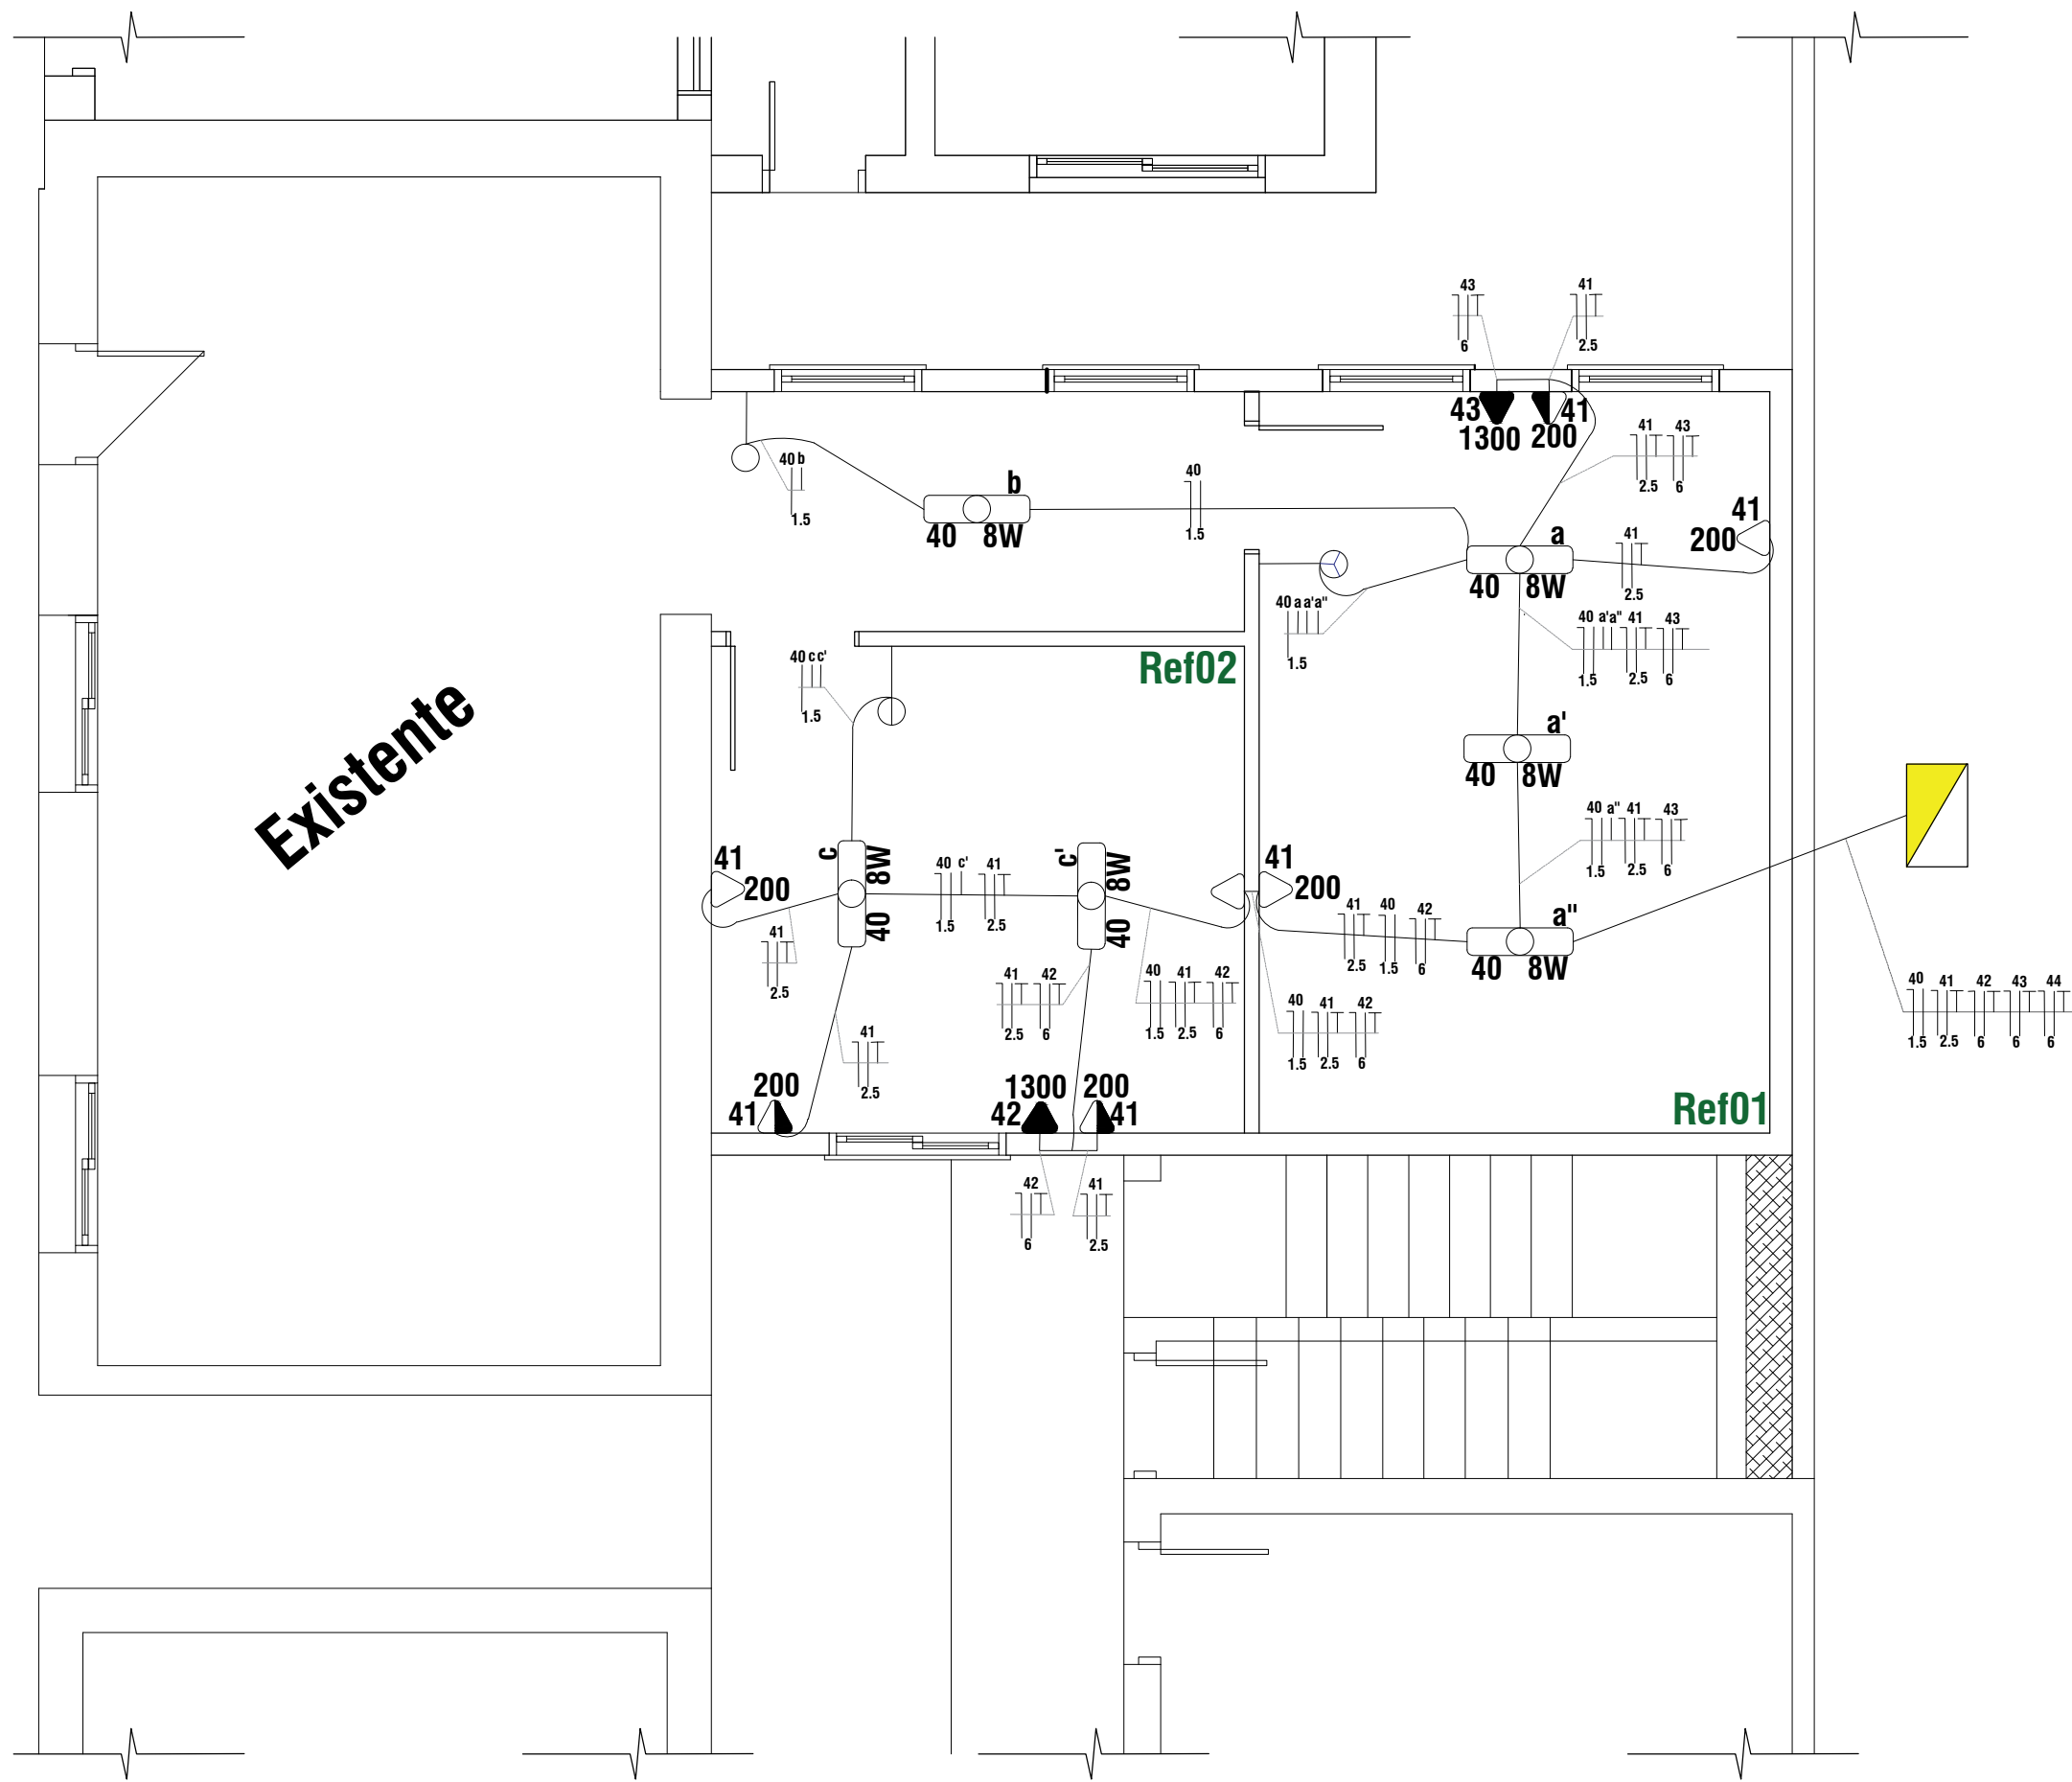 43
6
41
2.5
43
1300
41
200
41 43
2.5 6
40 b
1.5
b
40 8W
40
1.5
a
40 8W
41
200
41
2.5
40 a a'a"
1.5
40 a'a" 41 43
1.5 2.5 6
Ref02
40 c c'
1.5
Existente
a'
40 8W
40 a" 41 43
1.5 2.5 6
41
200
c
8W
40
40 c' 41
1.5 2.5
c'
8W
40
41
200
41 40 42
2.5 1.5 6
a"
40 8W
41
2.5
41 42
2.5 6
40 41 42
1.5 2.5 6
40 41 42
1.5 2.5 6
40 41 42 43 44
1.5 2.5 6 6 6
41
2.5
200
41
1300
42
200
41
Ref01
42
6
41
2.5